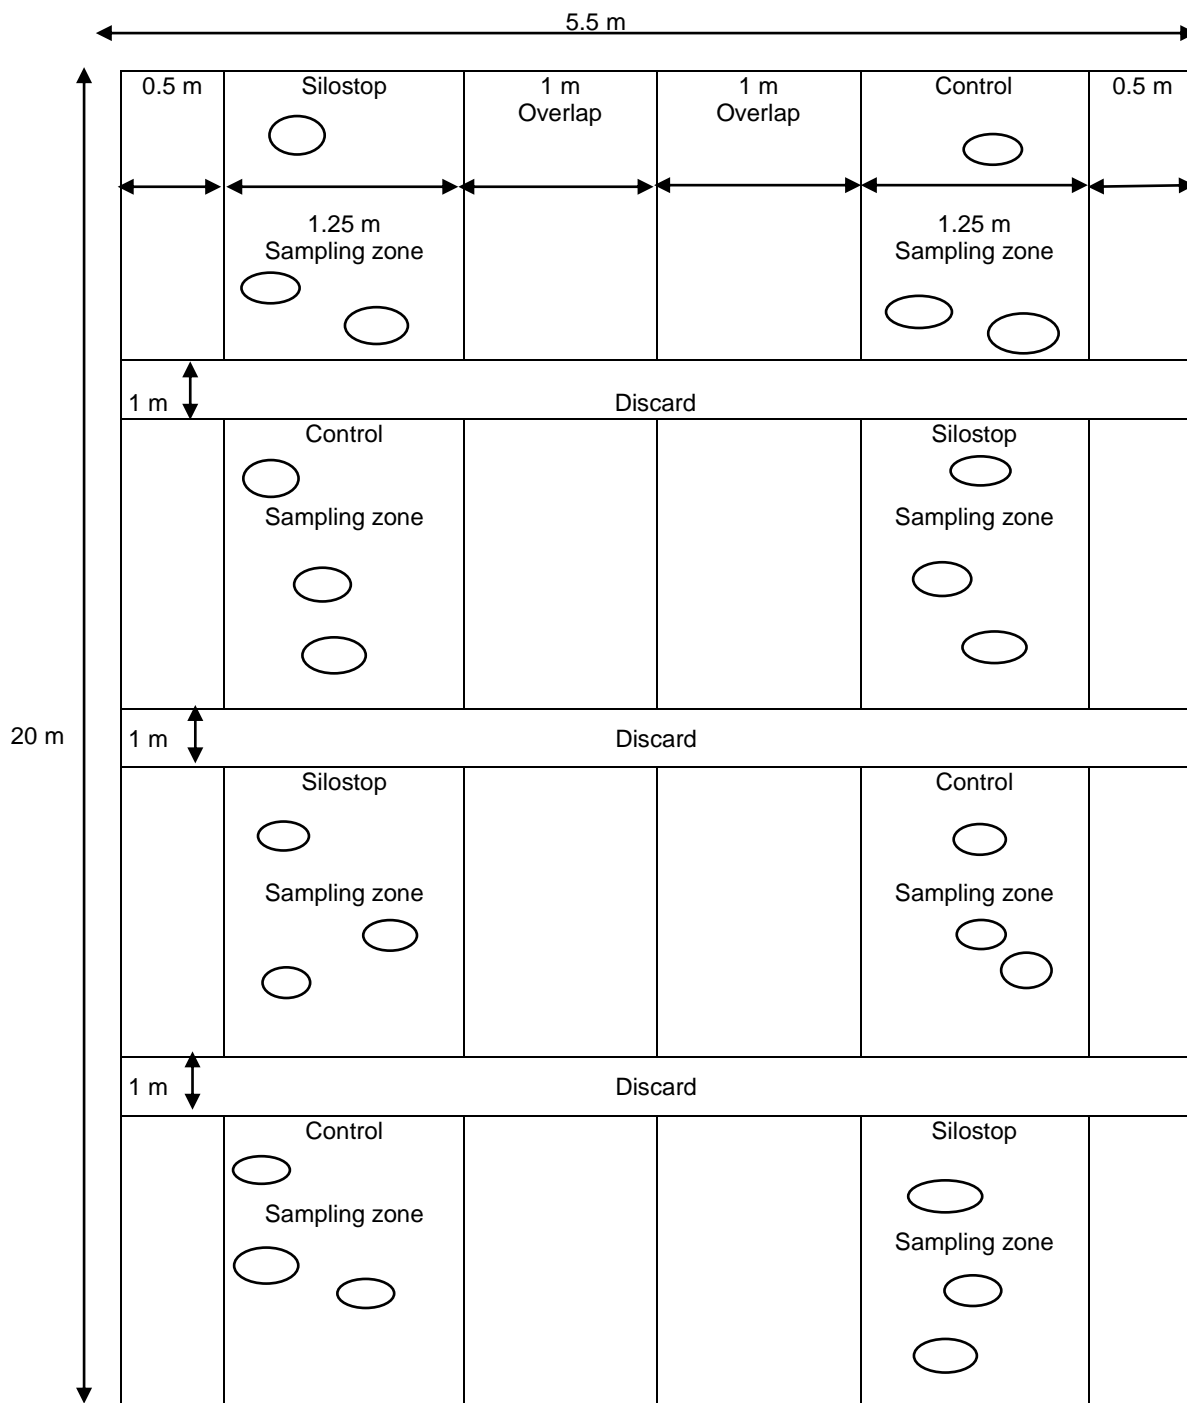 5.5 m
0.5 m
Silostop
1 m
Overlap
1 m
Overlap
Control
0.5 m
1.25 m
Sampling zone
1.25 m
Sampling zone
1 m
Discard
Control
Silostop
Sampling zone
Sampling zone
20 m
1 m
Discard
Silostop
Control
Sampling zone
Sampling zone
1 m
Discard
Control
Silostop
Sampling zone
Sampling zone